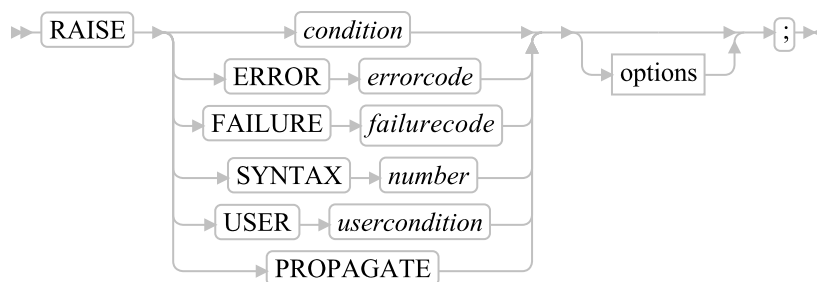 RAISE condition options ;
ERROR errorcode
FAILURE failurecode
SYNTAX number
USER usercondition
PROPAGATE